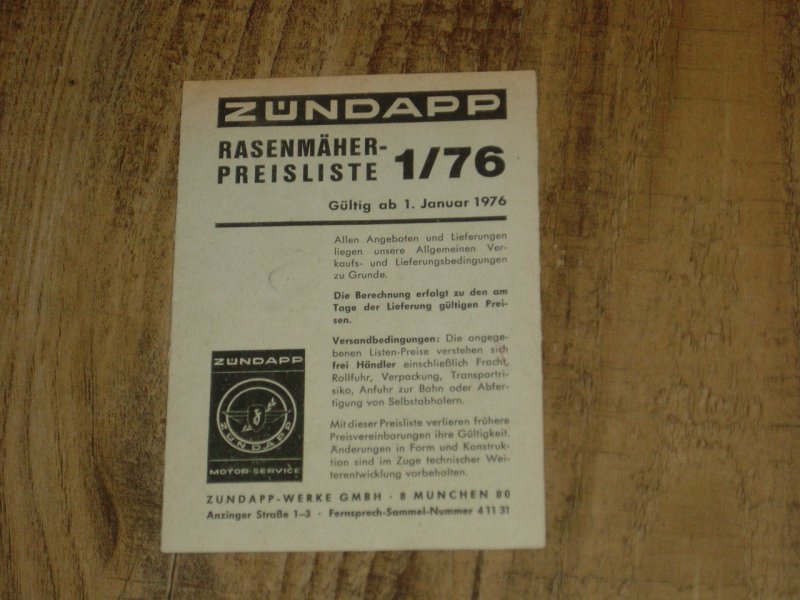 ZÜNDAPP
RASENMÄHER-
PREISLISTE 1/76
Gültig ab 1. Januar 1976
Allen Angeboten und Lieferungen
liegen unsere Allgemeinen Ver-
kaufs- und Lieferungsbedingungen
zu Grunde.
Die Berechnung erfolgt zu den am
Tage der Lieferung gültigen Prei-
sen.
Versandbedingungen: Die angege-
benen Listen-Preise verstehen sich
frei Händler einschließlich Fracht,
Rollfuhr, Verpackung, Transportri-
siko, Anfuhr zur Bahn oder Abfer-
tigung von Selbstabholern.
Mit dieser Preisliste verlieren frühere
Preisvereinbarungen ihre Gültigkeit.
Änderungen in Form und Konstruk-
tion sind im Zuge technischer Wei-
terentwicklung vorbehalten.
ZÜNDAPP
ZÜNDAPP
MOTOR-SERVICE
ZÜNDAPP-WERKE GMBH · 8 MÜNCHEN 80
Anzinger Straße 1–3 · Fernsprech-Sammel-Nummer 41131